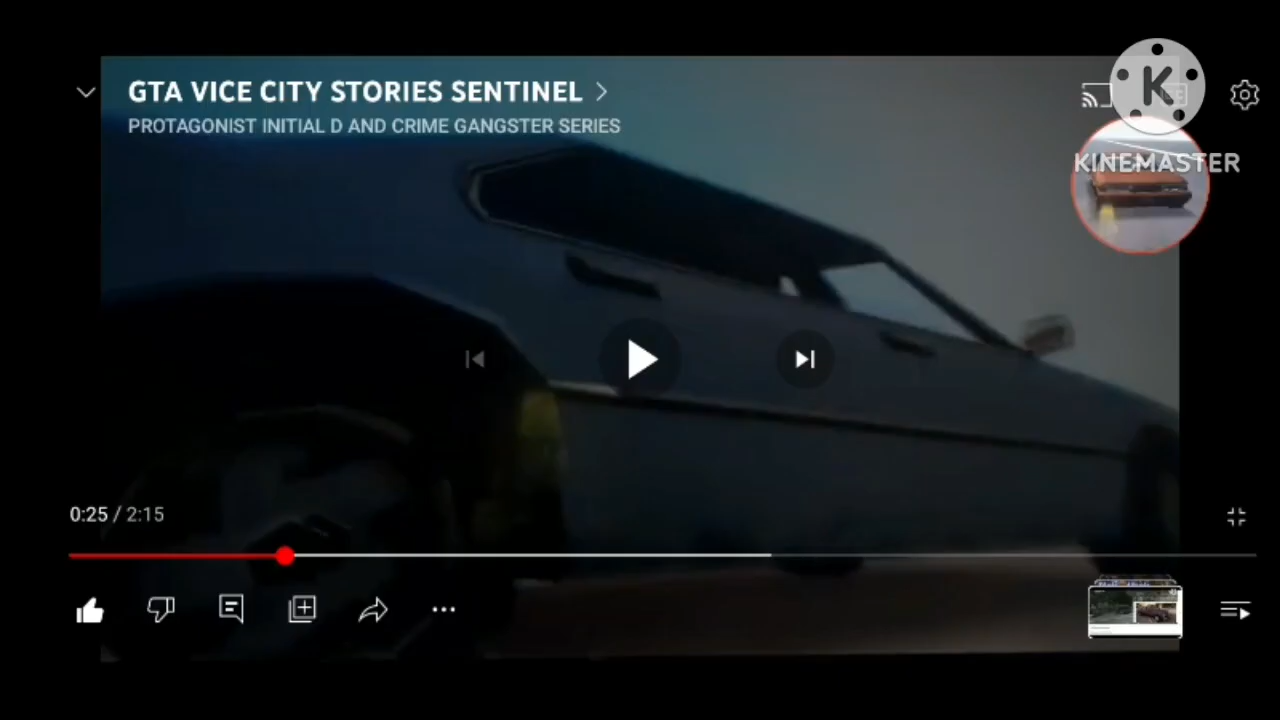 GTA VICE CITY STORIES SENTINEL
PROTAGONIST INITIAL D AND CRIME GANGSTER SERIES
K
KINEMASTER
0:25 / 2:15